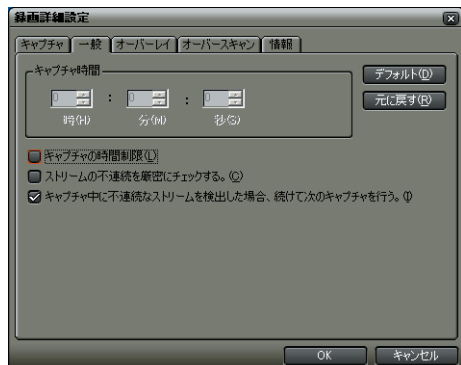 録画詳細設定
キャプチャ 一般 オーバーレイ オーバースキャン 情報
キャプチャ時間
デフォルト(D)
0 : 0 : 0
元に戻す(R)
時(H) 分(M) 秒(S)
キャプチャの時間制限(L)
ストリームの不連続を厳密にチェックする。(C)
キャプチャ中に不連続なストリームを検出した場合、続けて次のキャプチャを行う。(I)
OK キャンセル